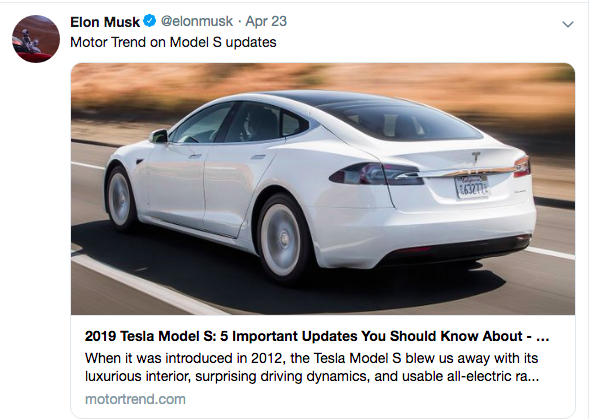 Elon Musk @elonmusk · Apr 23
Motor Trend on Model S updates
2019 Tesla Model S: 5 Important Updates You Should Know About - ...
When it was introduced in 2012, the Tesla Model S blew us away with its
luxurious interior, surprising driving dynamics, and usable all-electric ra...
motortrend.com